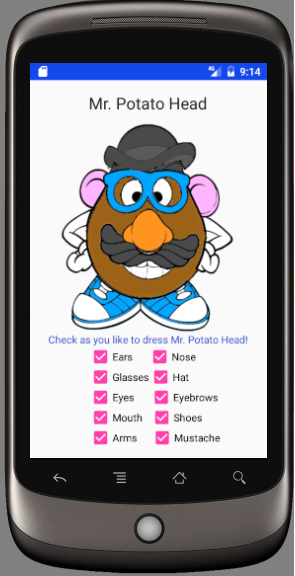 4G 9:14
Mr. Potato Head
Check as you like to dress Mr. Potato Head!
Ears Nose
Glasses Hat
Eyes Eyebrows
Mouth Shoes
Arms Mustache